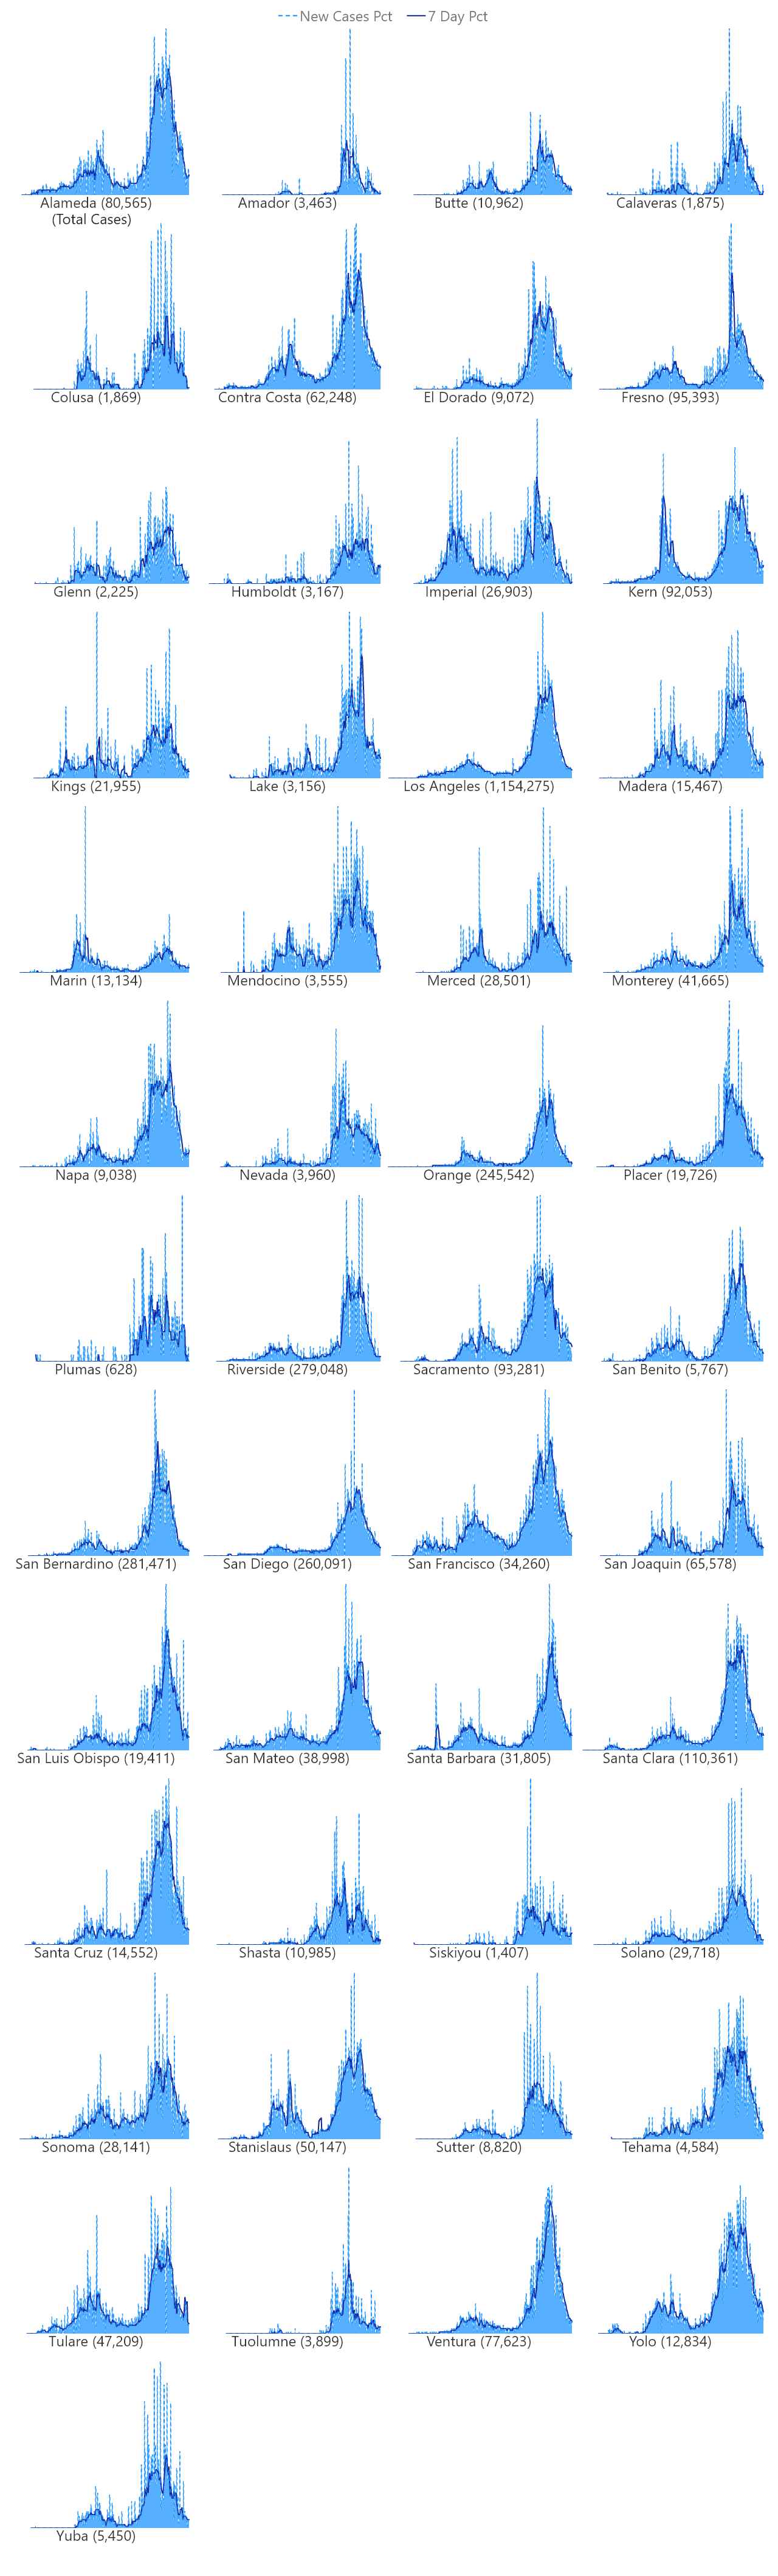 New Cases Pct 7 Day Pct
Alameda (80,565) Amador (3,463) Butte (10,962) Calaveras (1,875)
(Total Cases)
Colusa (1,869) Contra Costa (62,248) El Dorado (9,072) Fresno (95,393)
Glenn (2,225) Humboldt (3,167) Imperial (26,903) Kern (92,053)
Kings (21,955) Lake (3,156) Los Angeles (1,154,275) Madera (15,467)
Marin (13,134) Mendocino (3,555) Merced (28,501) Monterey (41,665)
Napa (9,038) Nevada (3,960) Orange (245,542) Placer (19,726)
Plumas (628) Riverside (279,048) Sacramento (93,281) San Benito (5,767)
San Bernardino (281,471) San Diego (260,091) San Francisco (34,260) San Joaquin (65,578)
San Luis Obispo (19,411) San Mateo (38,998) Santa Barbara (31,805) Santa Clara (110,361)
Santa Cruz (14,552) Shasta (10,985) Siskiyou (1,407) Solano (29,718)
Sonoma (28,141) Stanislaus (50,147) Sutter (8,820) Tehama (4,584)
Tulare (47,209) Tuolumne (3,899) Ventura (77,623) Yolo (12,834)
Yuba (5,450)